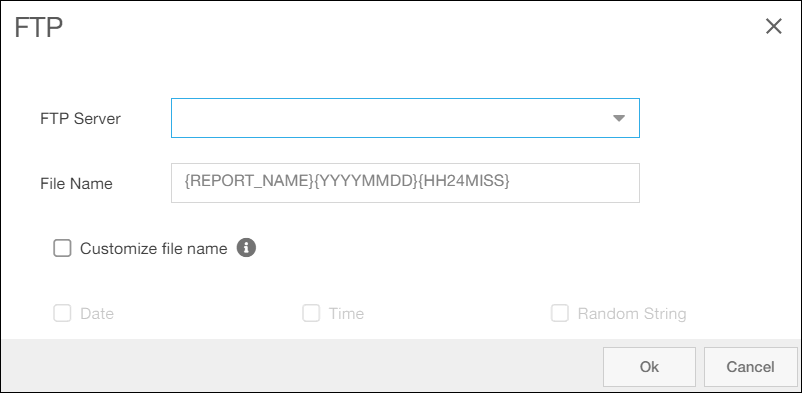 FTP
FTP Server
File Name {REPORT_NAME}{YYYYMMDD}{HH24MISS}
Customize file name
Date Time Random String
Ok Cancel